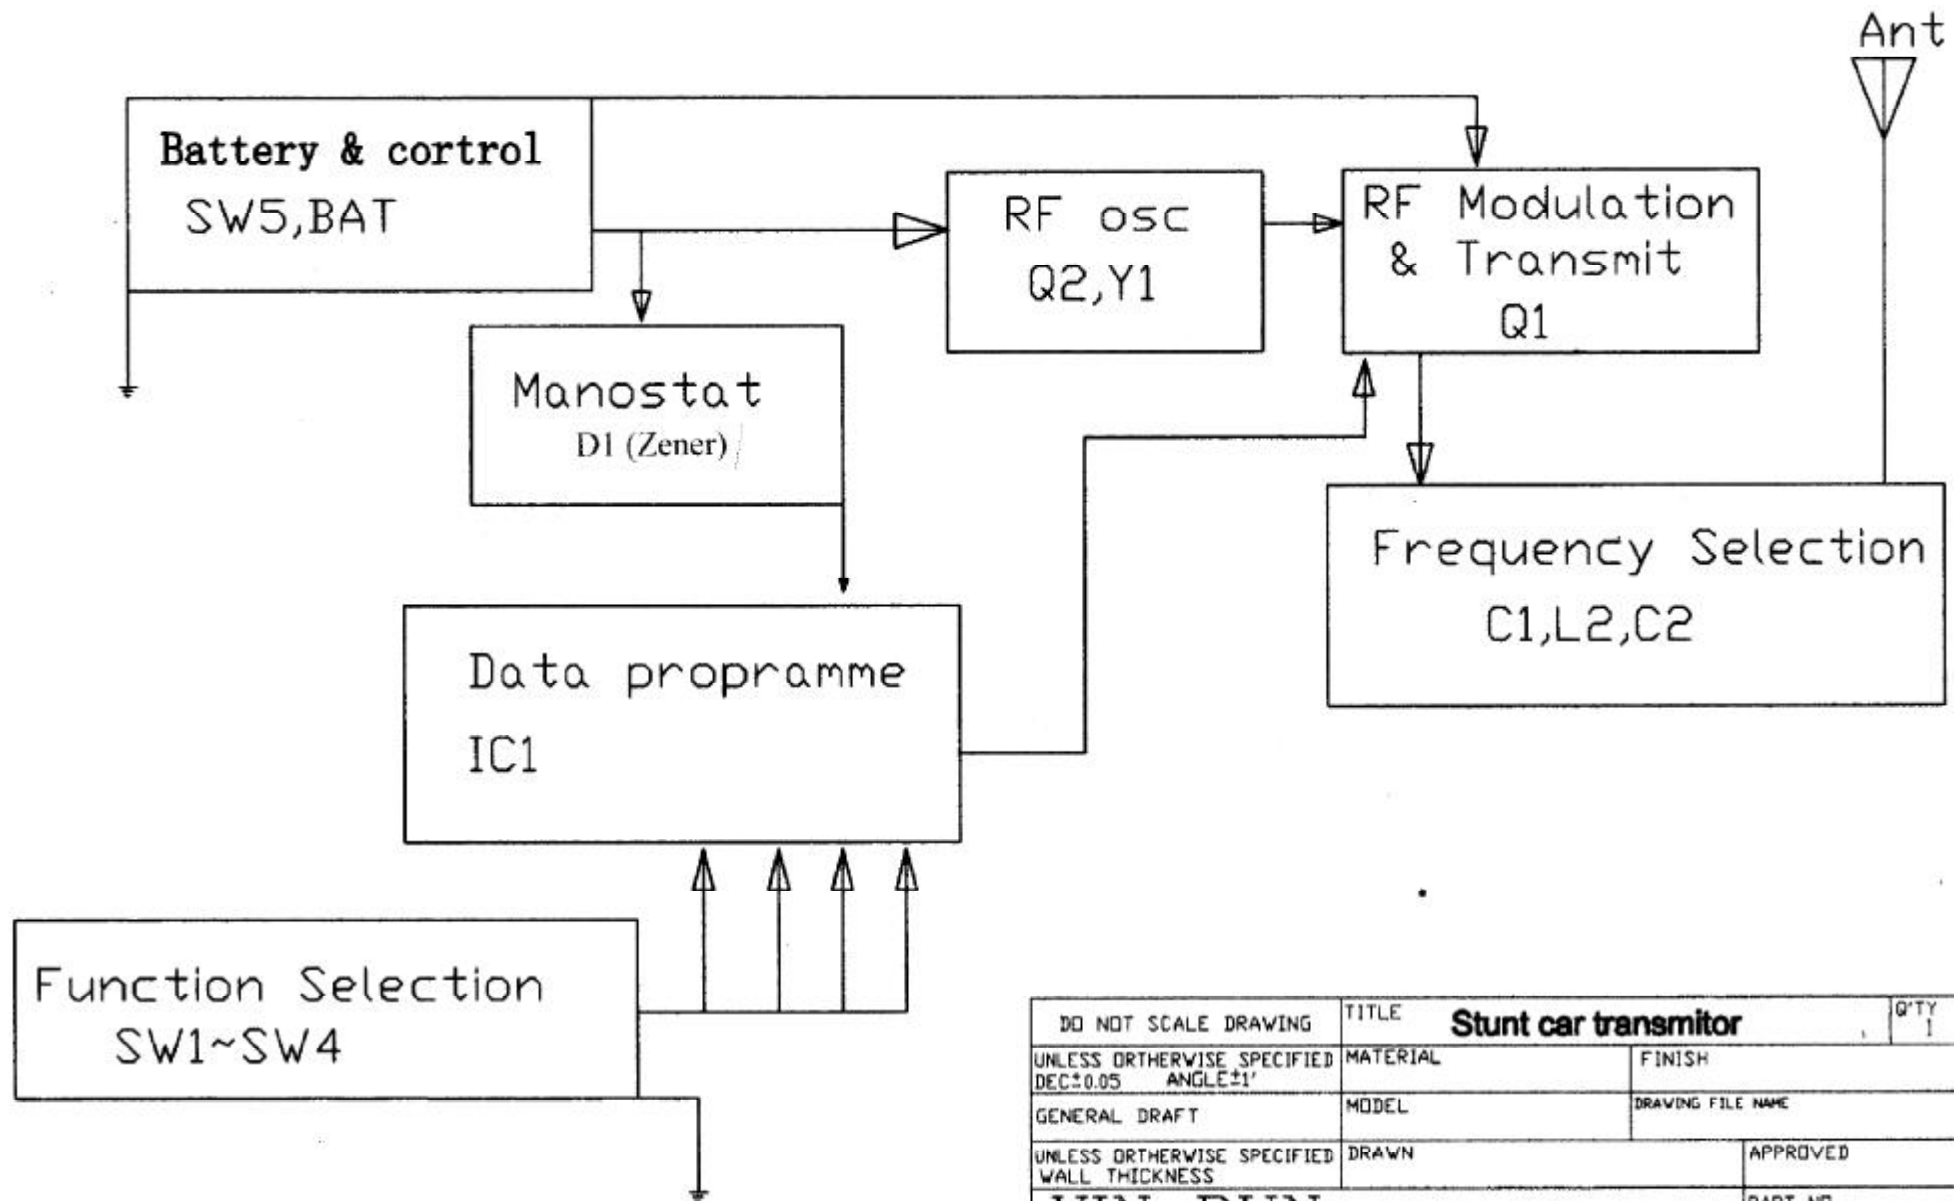 Ant
Battery & cortrol
SW5,BAT
RF osc
Q2,Y1
RF Modulation
& Transmit
Q1
Manostat
D1 (Zener)
Frequency Selection
C1,L2,C2
Data propramme
IC1
Function Selection
SW1~SW4
DO NOT SCALE DRAWING
TITLE
Stunt car transmitor
Q'TY
1
UNLESS ORTHERWISE SPECIFIED
DEC±0.05 ANGLE±1'
MATERIAL
FINISH
GENERAL DRAFT
MODEL
DRAWING FILE NAME
UNLESS ORTHERWISE SPECIFIED
WALL THICKNESS
DRAWN
APPROVED